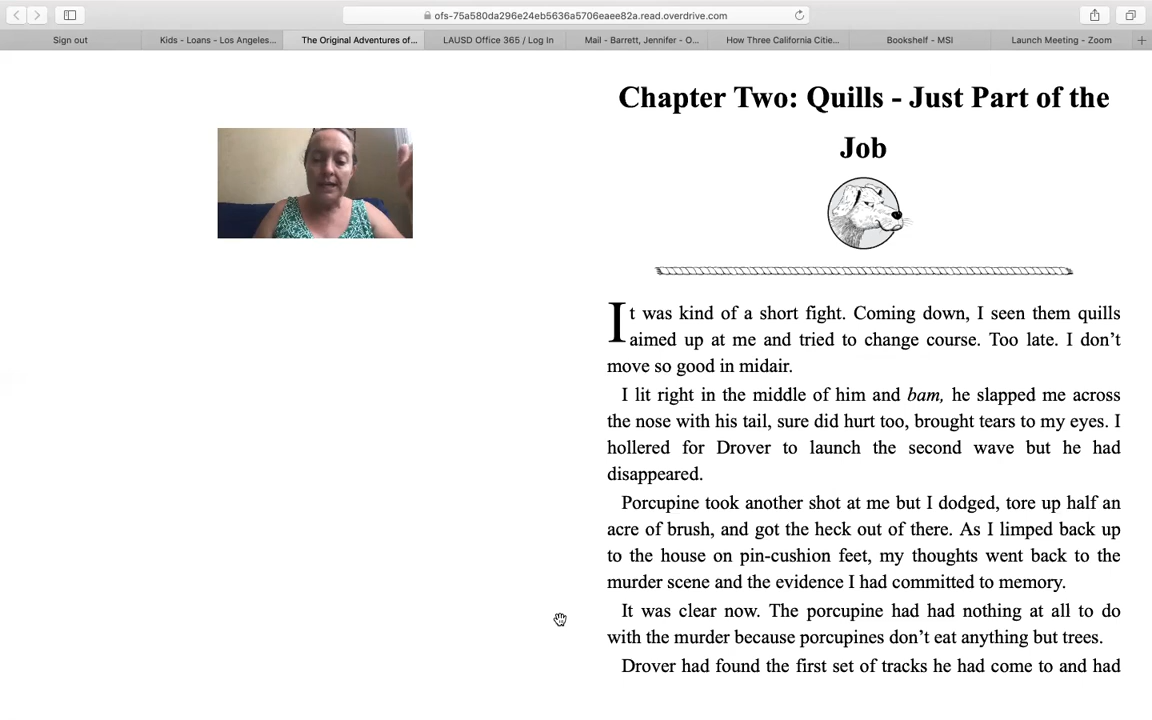 ofs-75a580da296e24eb5636a5706eaee82a.read.overdrive.com
Sign out
Kids - Loans - Los Angeles...
The Original Adventures of...
LAUSD Office 365 / Log In
Mail - Barrett, Jennifer - O...
How Three California Citie...
Bookshelf - MSI
Launch Meeting - Zoom
Chapter Two: Quills - Just Part of the
Job
It was kind of a short fight. Coming down, I seen them quills
aimed up at me and tried to change course. Too late. I don’t
move so good in midair.
I lit right in the middle of him and bam, he slapped me across
the nose with his tail, sure did hurt too, brought tears to my eyes. I
hollered for Drover to launch the second wave but he had
disappeared.
Porcupine took another shot at me but I dodged, tore up half an
acre of brush, and got the heck out of there. As I limped back up
to the house on pin-cushion feet, my thoughts went back to the
murder scene and the evidence I had committed to memory.
It was clear now. The porcupine had had nothing at all to do
with the murder because porcupines don’t eat anything but trees.
Drover had found the first set of tracks he had come to and had